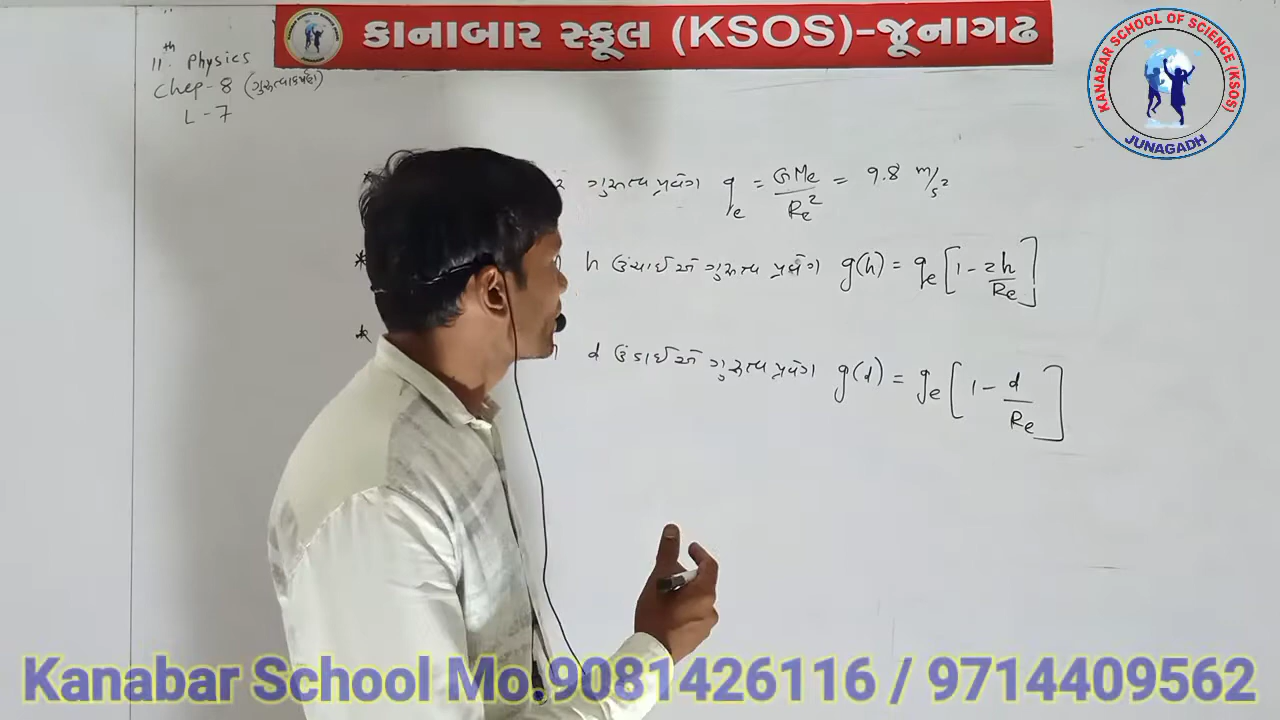 કાનાબાર સ્કૂલ (KSOS)-જૂનાગઢ
KANABAR SCHOOL OF SCIENCE (KSOS)
JUNAGADH
11th. Physics
Chep-8 (ગુરુત્વાકર્ષણ)
L-7
ગુરુત્વ પ્રવેગ ge = GMe/Re² = 9.8 m/s²
h ઉંચાઈએ ગુરુત્વ પ્રવેગ g(h) = ge [1 - 2h/Re]
d ઉંડાઈએ ગુરુત્વ પ્રવેગ g(d) = ge [1 - d/Re]
Kanabar School Mo.9081426116 / 9714409562